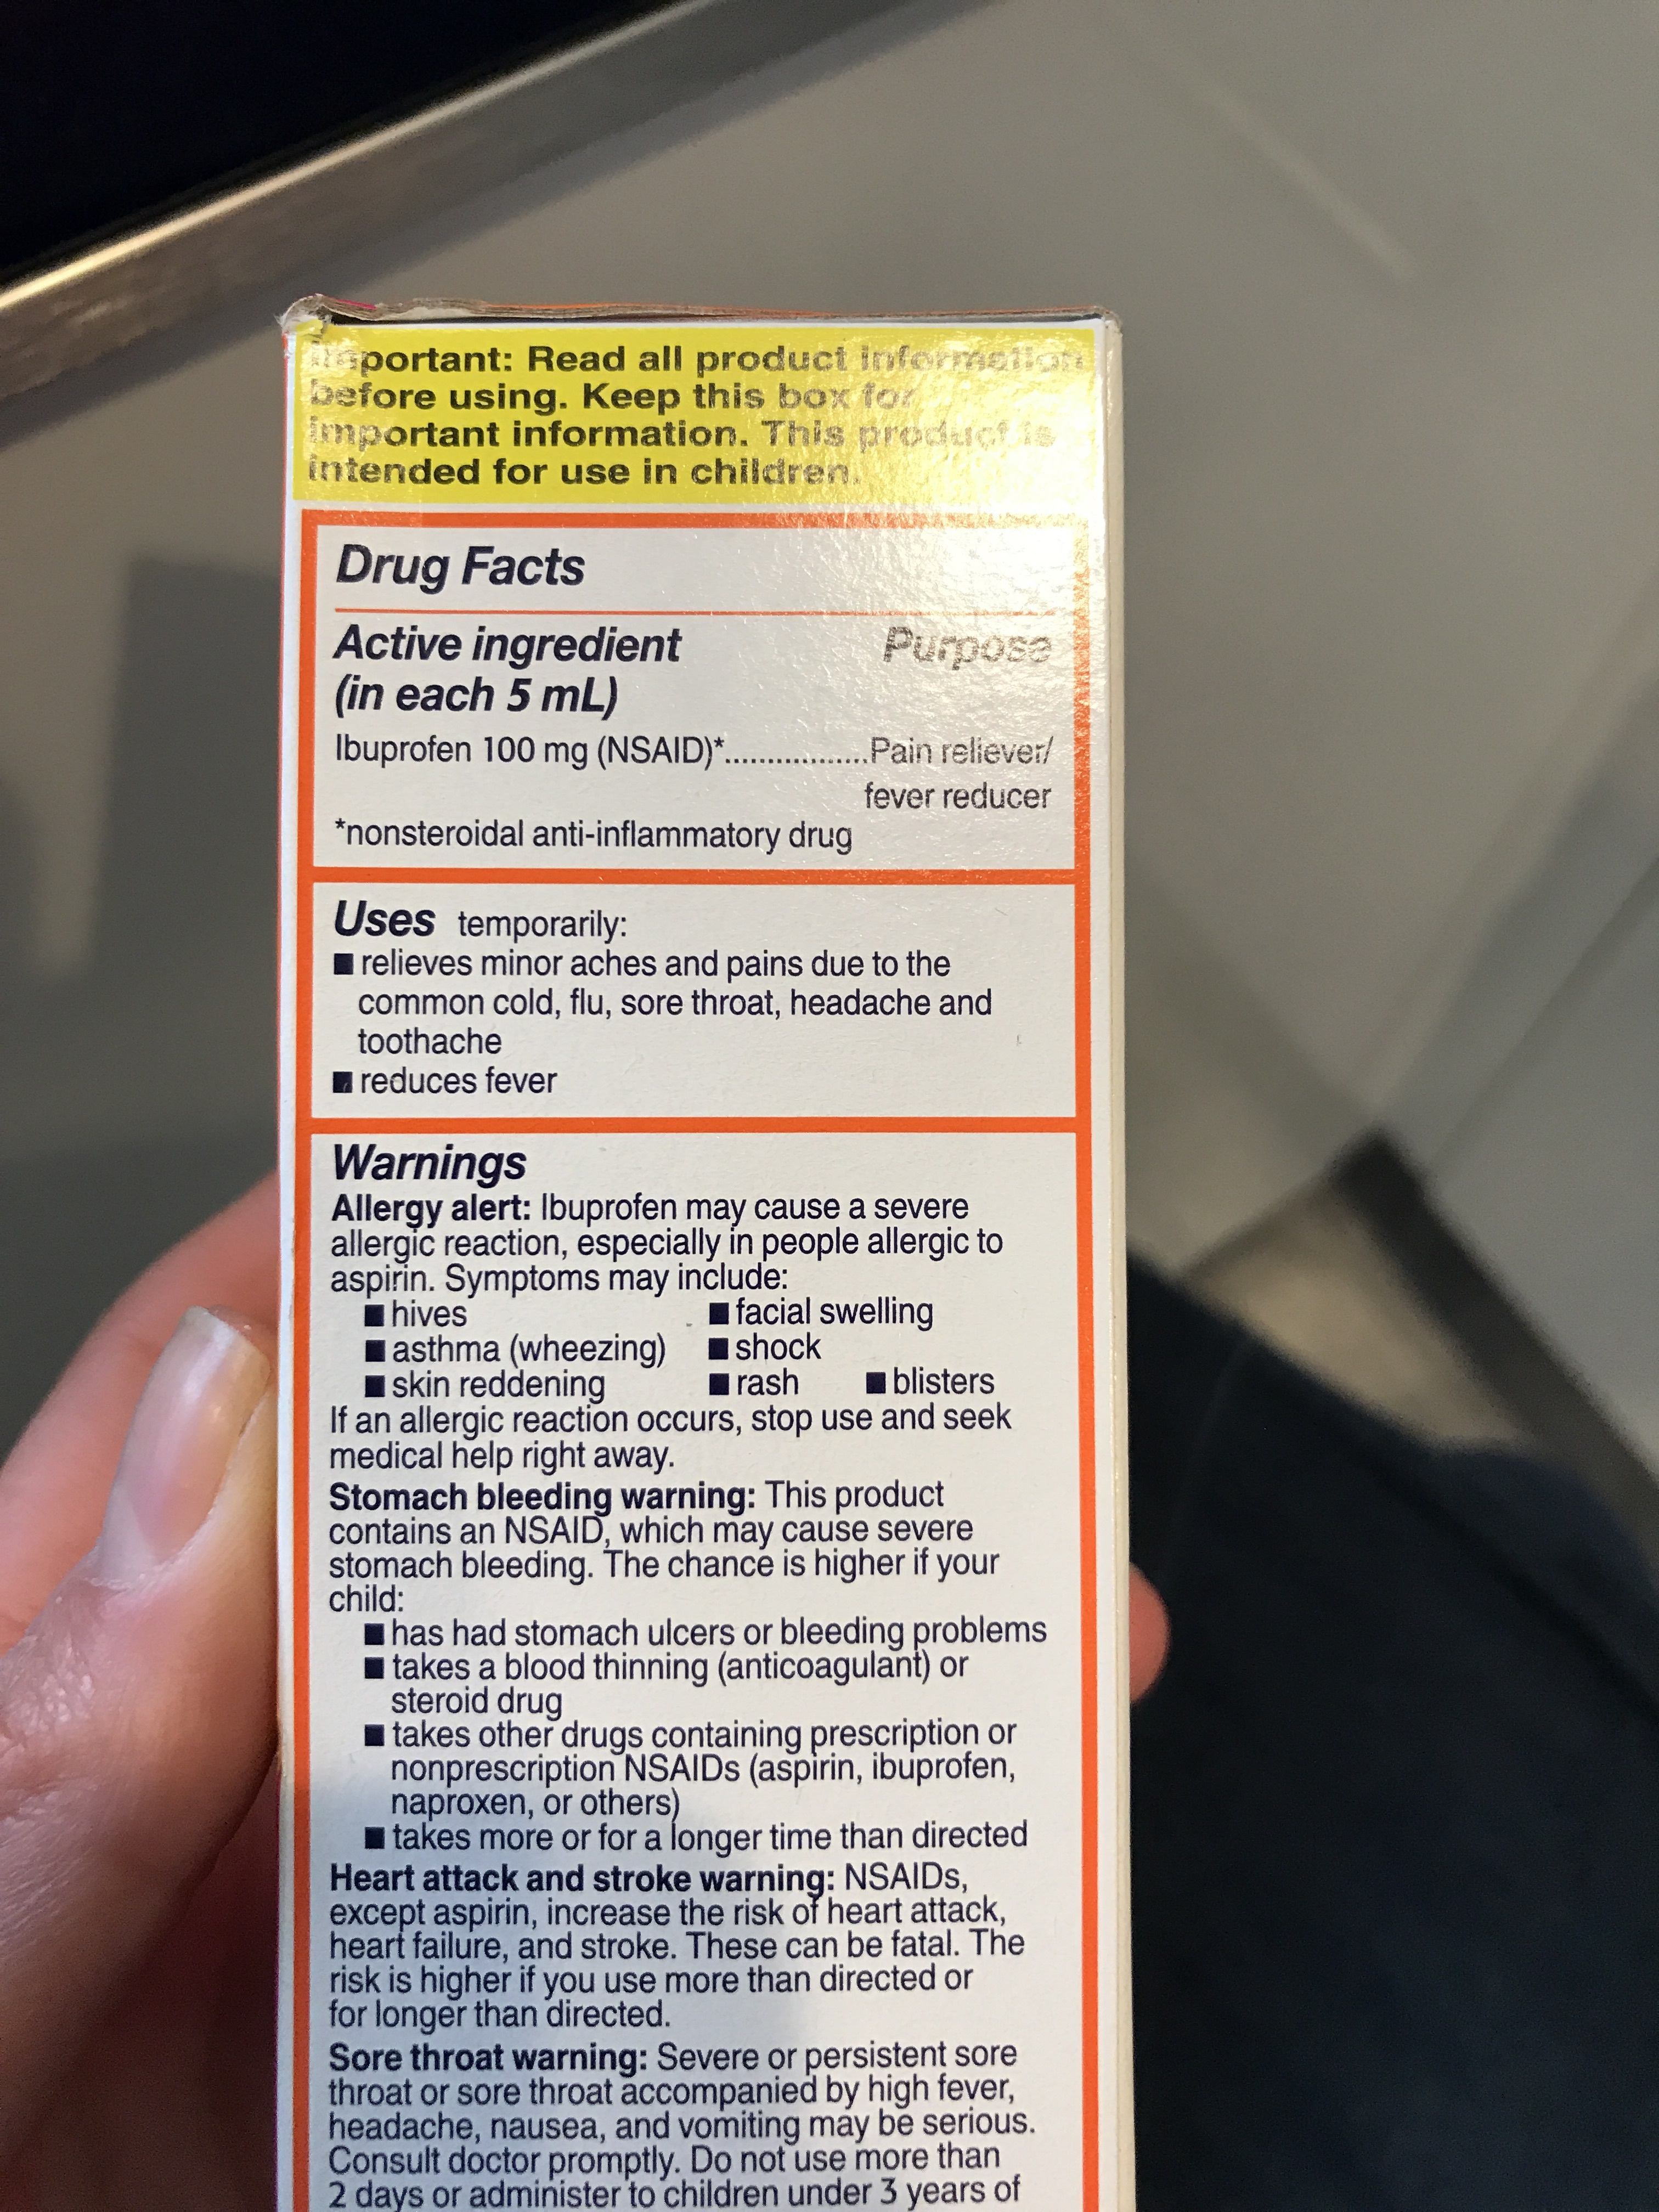 Important: Read all product information
before using. Keep this box for
important information. This product is
intended for use in children.
Drug Facts
Active ingredient Purpose
(in each 5 mL)
Ibuprofen 100 mg (NSAID)*.................Pain reliever/
fever reducer
*nonsteroidal anti-inflammatory drug
Uses temporarily:
■ relieves minor aches and pains due to the
common cold, flu, sore throat, headache and
toothache
■ reduces fever
Warnings
Allergy alert: Ibuprofen may cause a severe
allergic reaction, especially in people allergic to
aspirin. Symptoms may include:
■ hives ■ facial swelling
■ asthma (wheezing) ■ shock
■ skin reddening ■ rash ■ blisters
If an allergic reaction occurs, stop use and seek
medical help right away.
Stomach bleeding warning: This product
contains an NSAID, which may cause severe
stomach bleeding. The chance is higher if your
child:
■ has had stomach ulcers or bleeding problems
■ takes a blood thinning (anticoagulant) or
steroid drug
■ takes other drugs containing prescription or
nonprescription NSAIDs (aspirin, ibuprofen,
naproxen, or others)
■ takes more or for a longer time than directed
Heart attack and stroke warning: NSAIDs,
except aspirin, increase the risk of heart attack,
heart failure, and stroke. These can be fatal. The
risk is higher if you use more than directed or
for longer than directed.
Sore throat warning: Severe or persistent sore
throat or sore throat accompanied by high fever,
headache, nausea, and vomiting may be serious.
Consult doctor promptly. Do not use more than
2 days or administer to children under 3 years of